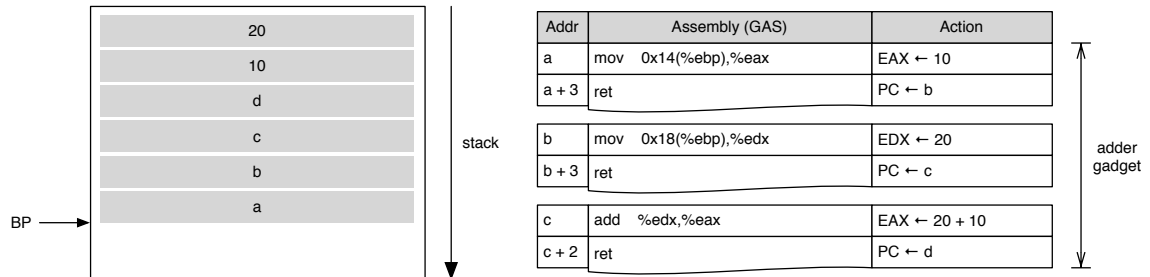 20
10
d
c
b
a
BP
stack
Addr Assembly (GAS) Action
a mov 0x14(%ebp),%eax EAX ← 10
a + 3 ret PC ← b
b mov 0x18(%ebp),%edx EDX ← 20
b + 3 ret PC ← c
c add %edx,%eax EAX ← 20 + 10
c + 2 ret PC ← d
adder
gadget